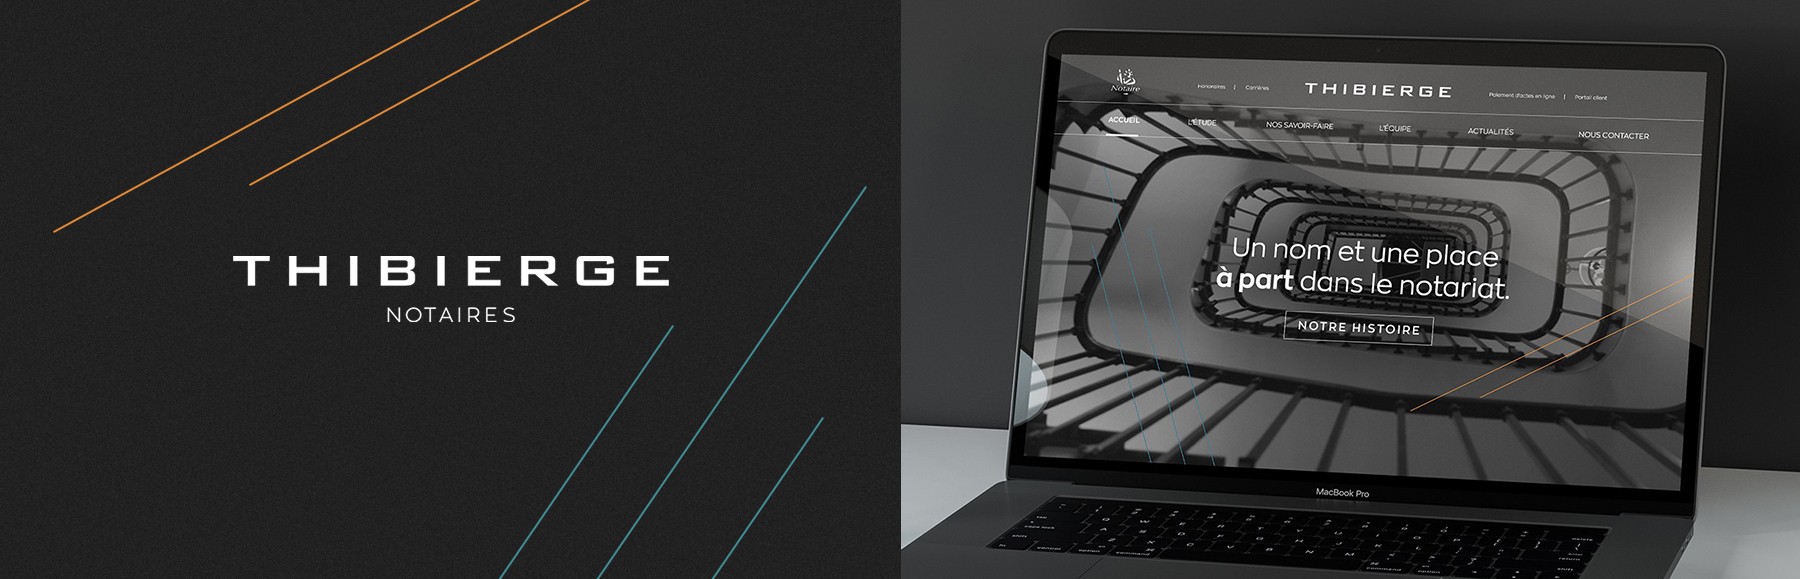 THIBIERGE
NOTAIRES
Notaire
Honoraires | Carrières
THIBIERGE
Paiement d'actes en ligne | Portail client
ACCUEIL
L'ÉTUDE
NOS SAVOIR-FAIRE
L'ÉQUIPE
ACTUALITÉS
NOUS CONTACTER
Un nom et une place
à part dans le notariat.
NOTRE HISTOIRE
MacBook Pro